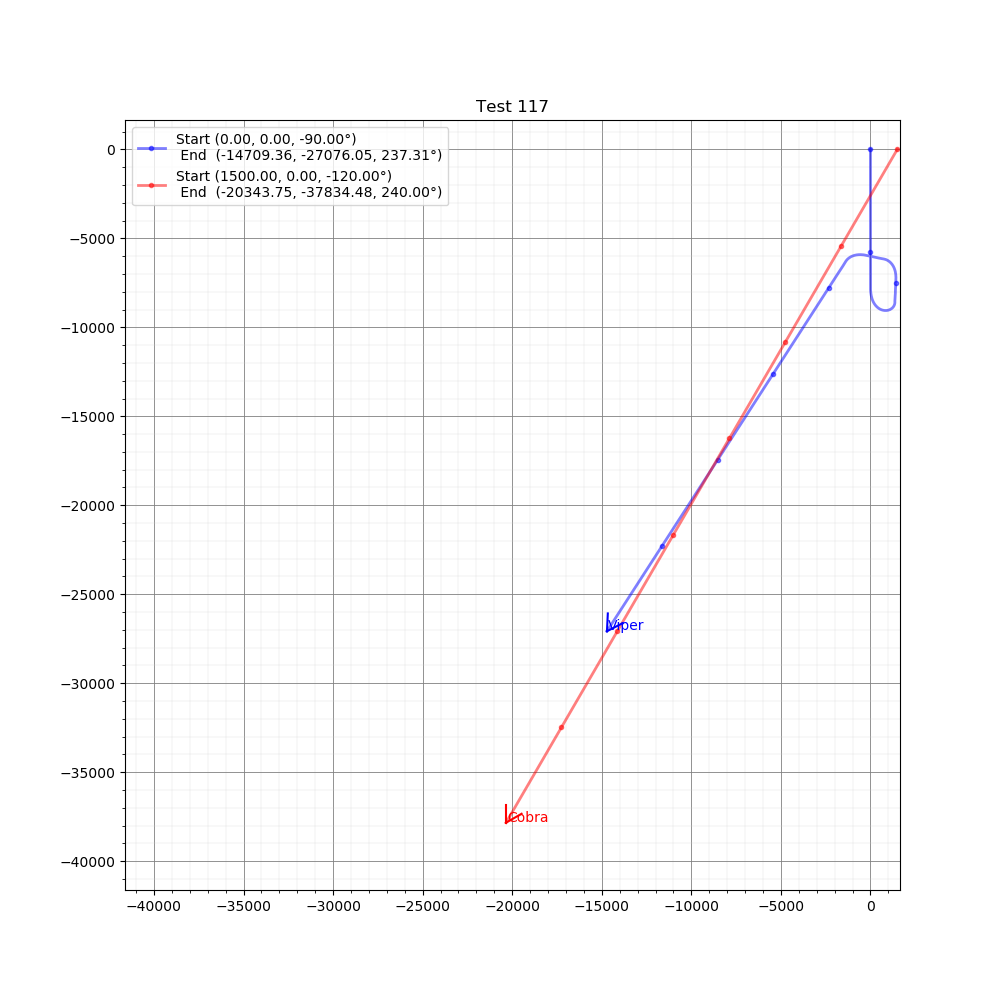 Test 117
Start (0.00, 0.00, -90.00°)
End  (-14709.36, -27076.05, 237.31°)
Start (1500.00, 0.00, -120.00°)
End  (-20343.75, -37834.48, 240.00°)
0
−5000
−10000
−15000
−20000
−25000
−30000
−35000
−40000
Viper
Cobra
−40000 −35000 −30000 −25000 −20000 −15000 −10000 −5000 0